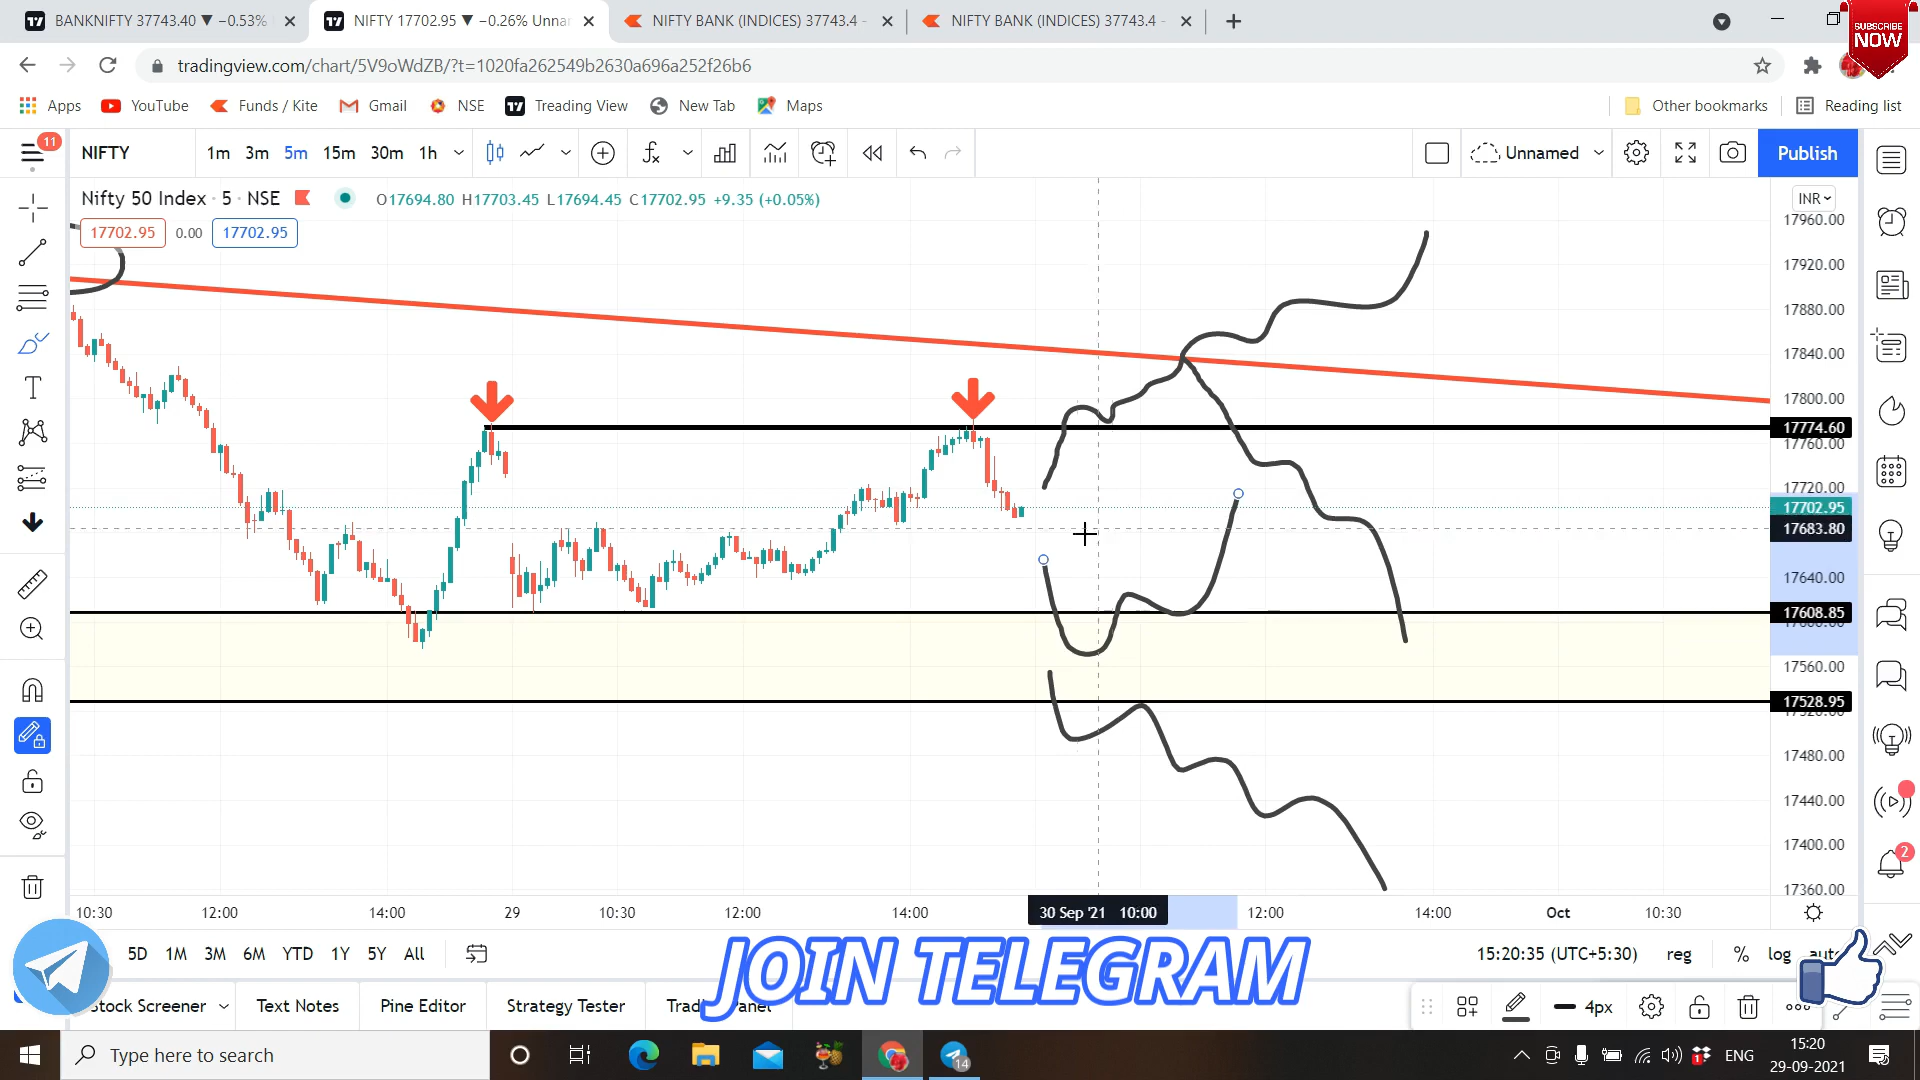 BANKNIFTY 37743.40 ▼ −0.53%
NIFTY 17702.95 ▼ −0.26% Unna
NIFTY BANK (INDICES) 37743.4 -
NIFTY BANK (INDICES) 37743.4 -
SUBSCRIBE
NOW
tradingview.com/chart/5V9oWdZB/?t=1020fa262549b2630a696a252f26b6
Apps
YouTube
Funds / Kite
Gmail
NSE
Treading View
New Tab
Maps
Other bookmarks
Reading list
11
NIFTY
1m 3m 5m 15m 30m 1h
Unnamed
Publish
Nifty 50 Index · 5 · NSE
O17694.80 H17703.45 L17694.45 C17702.95 +9.35 (+0.05%)
INR
17702.95
0.00
17702.95
17960.00
17920.00
17880.00
17840.00
17800.00
17774.60
17760.00
17720.00
17702.95
17683.80
17640.00
17608.85
17560.00
17528.95
17480.00
17440.00
17400.00
17360.00
2
10:30
12:00
14:00
29
10:30
12:00
14:00
30 Sep '21 10:00
12:00
14:00
Oct
10:30
5D 1M 3M 6M YTD 1Y 5Y All
15:20:35 (UTC+5:30)
reg
%
log
auto
JOIN TELEGRAM
Stock Screener
Text Notes
Pine Editor
Strategy Tester
Trad Panel
4px
Type here to search
14
1
ENG
15:20
29-09-2021